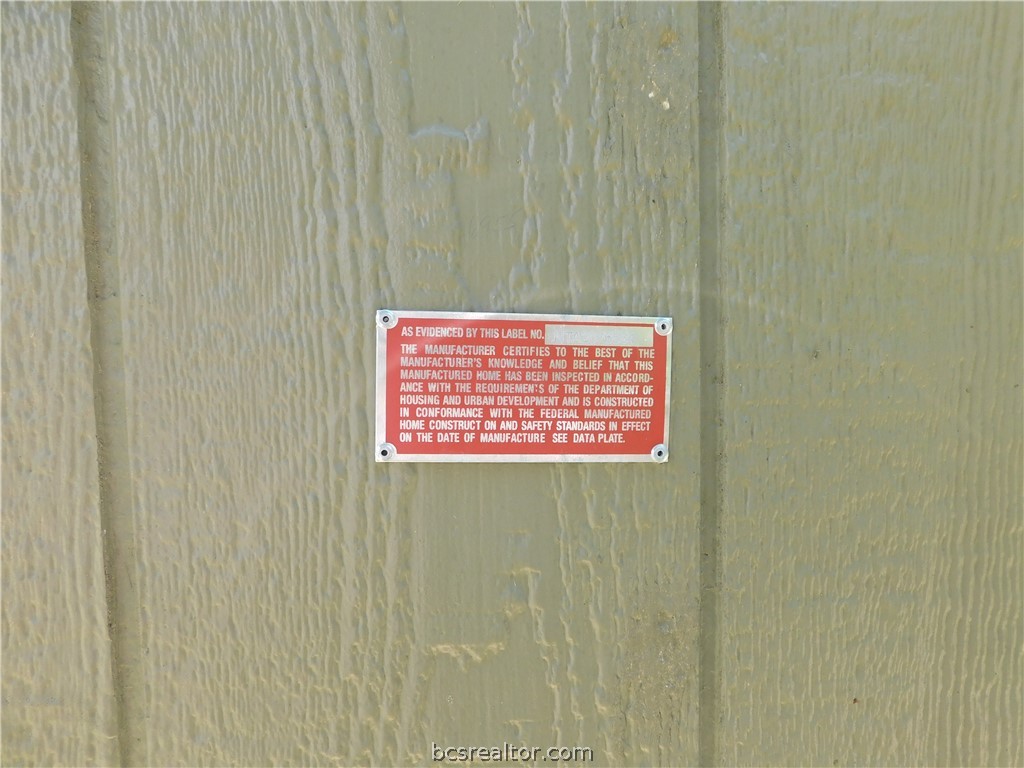 AS EVIDENCED BY THIS LABEL NO.
THE MANUFACTURER CERTIFIES TO THE BEST OF THE
MANUFACTURER'S KNOWLEDGE AND BELIEF THAT THIS
MANUFACTURED HOME HAS BEEN INSPECTED IN ACCORD-
ANCE WITH THE REQUIREMENTS OF THE DEPARTMENT OF
HOUSING AND URBAN DEVELOPMENT AND IS CONSTRUCTED
IN CONFORMANCE WITH THE FEDERAL MANUFACTURED
HOME CONSTRUCT ON AND SAFETY STANDARDS IN EFFECT
ON THE DATE OF MANUFACTURE SEE DATA PLATE.
bcsrealtor.com